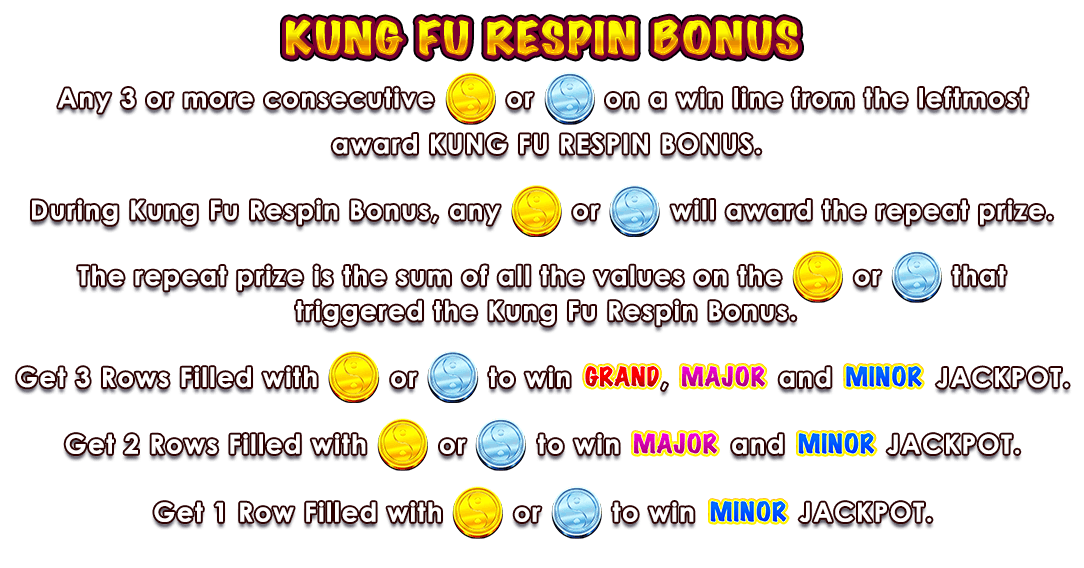 KUNG FU RESPIN BONUS
Any 3 or more consecutive or on a win line from the leftmost
award KUNG FU RESPIN BONUS.
During Kung Fu Respin Bonus, any or will award the repeat prize.
The repeat prize is the sum of all the values on the or that
triggered the Kung Fu Respin Bonus.
Get 3 Rows Filled with or to win GRAND, MAJOR and MINOR JACKPOT.
Get 2 Rows Filled with or to win MAJOR and MINOR JACKPOT.
Get 1 Row Filled with or to win MINOR JACKPOT.